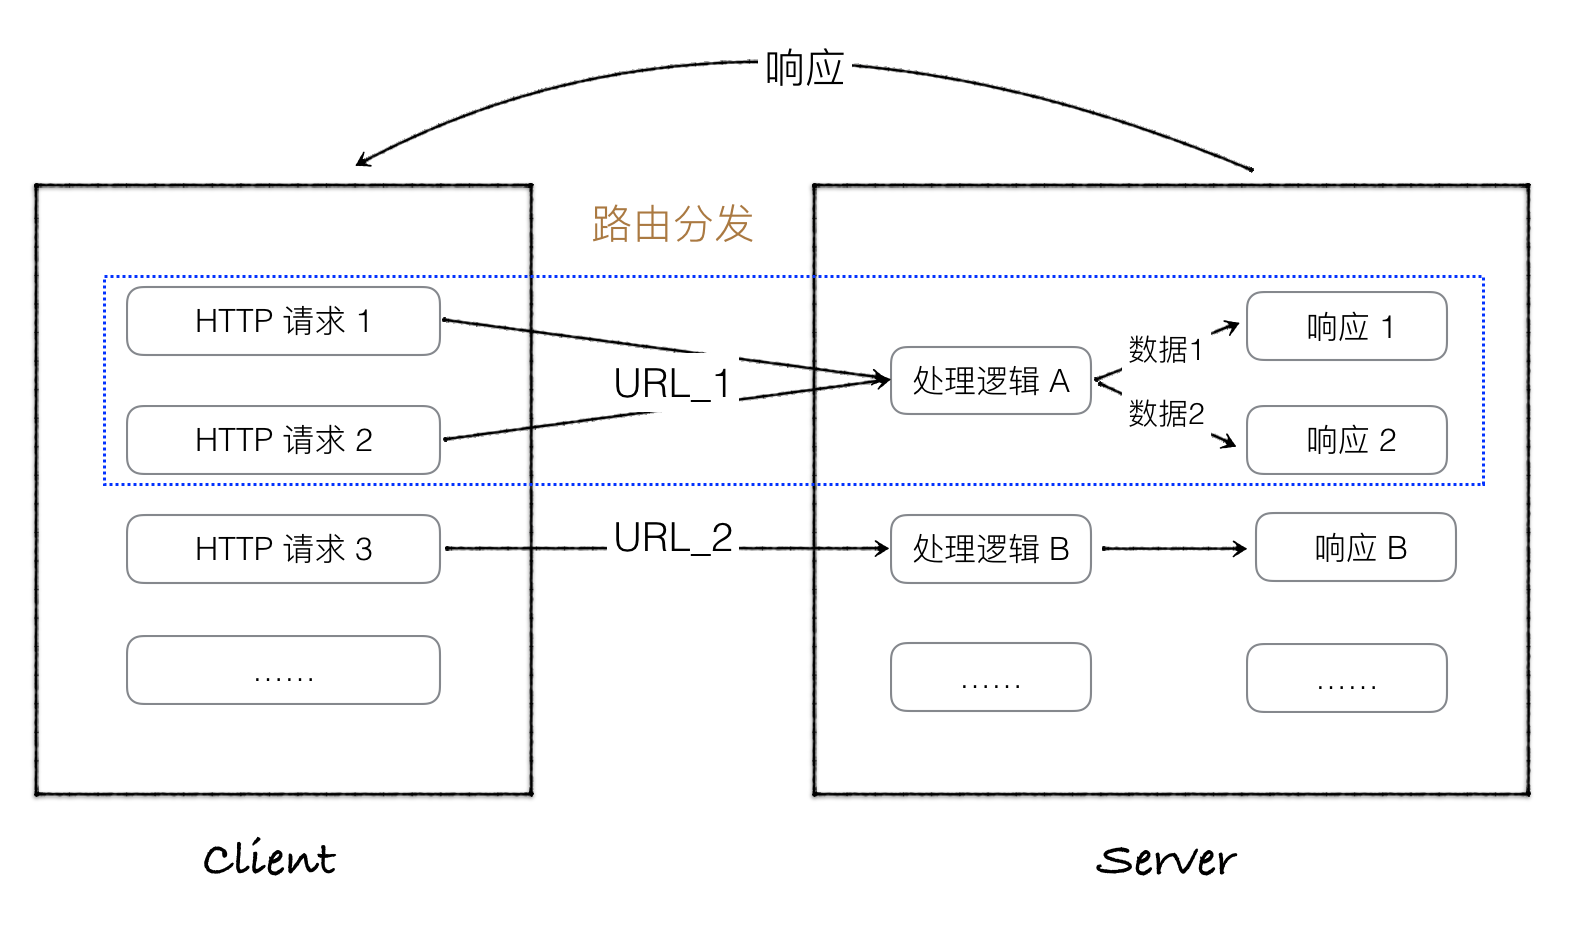 响应
路由分发
HTTP 请求 1
URL_1
处理逻辑 A
数据1
响应 1
HTTP 请求 2
数据2
响应 2
HTTP 请求 3
URL_2
处理逻辑 B
响应 B
......
......
......
Client
Server